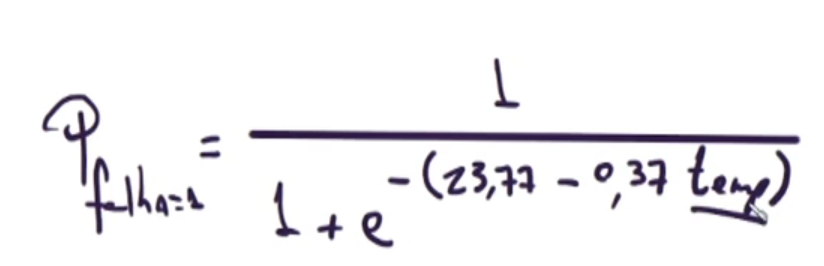 P falha=1 = 1 / (1 + e^-(23,77 - 0,37 temp))